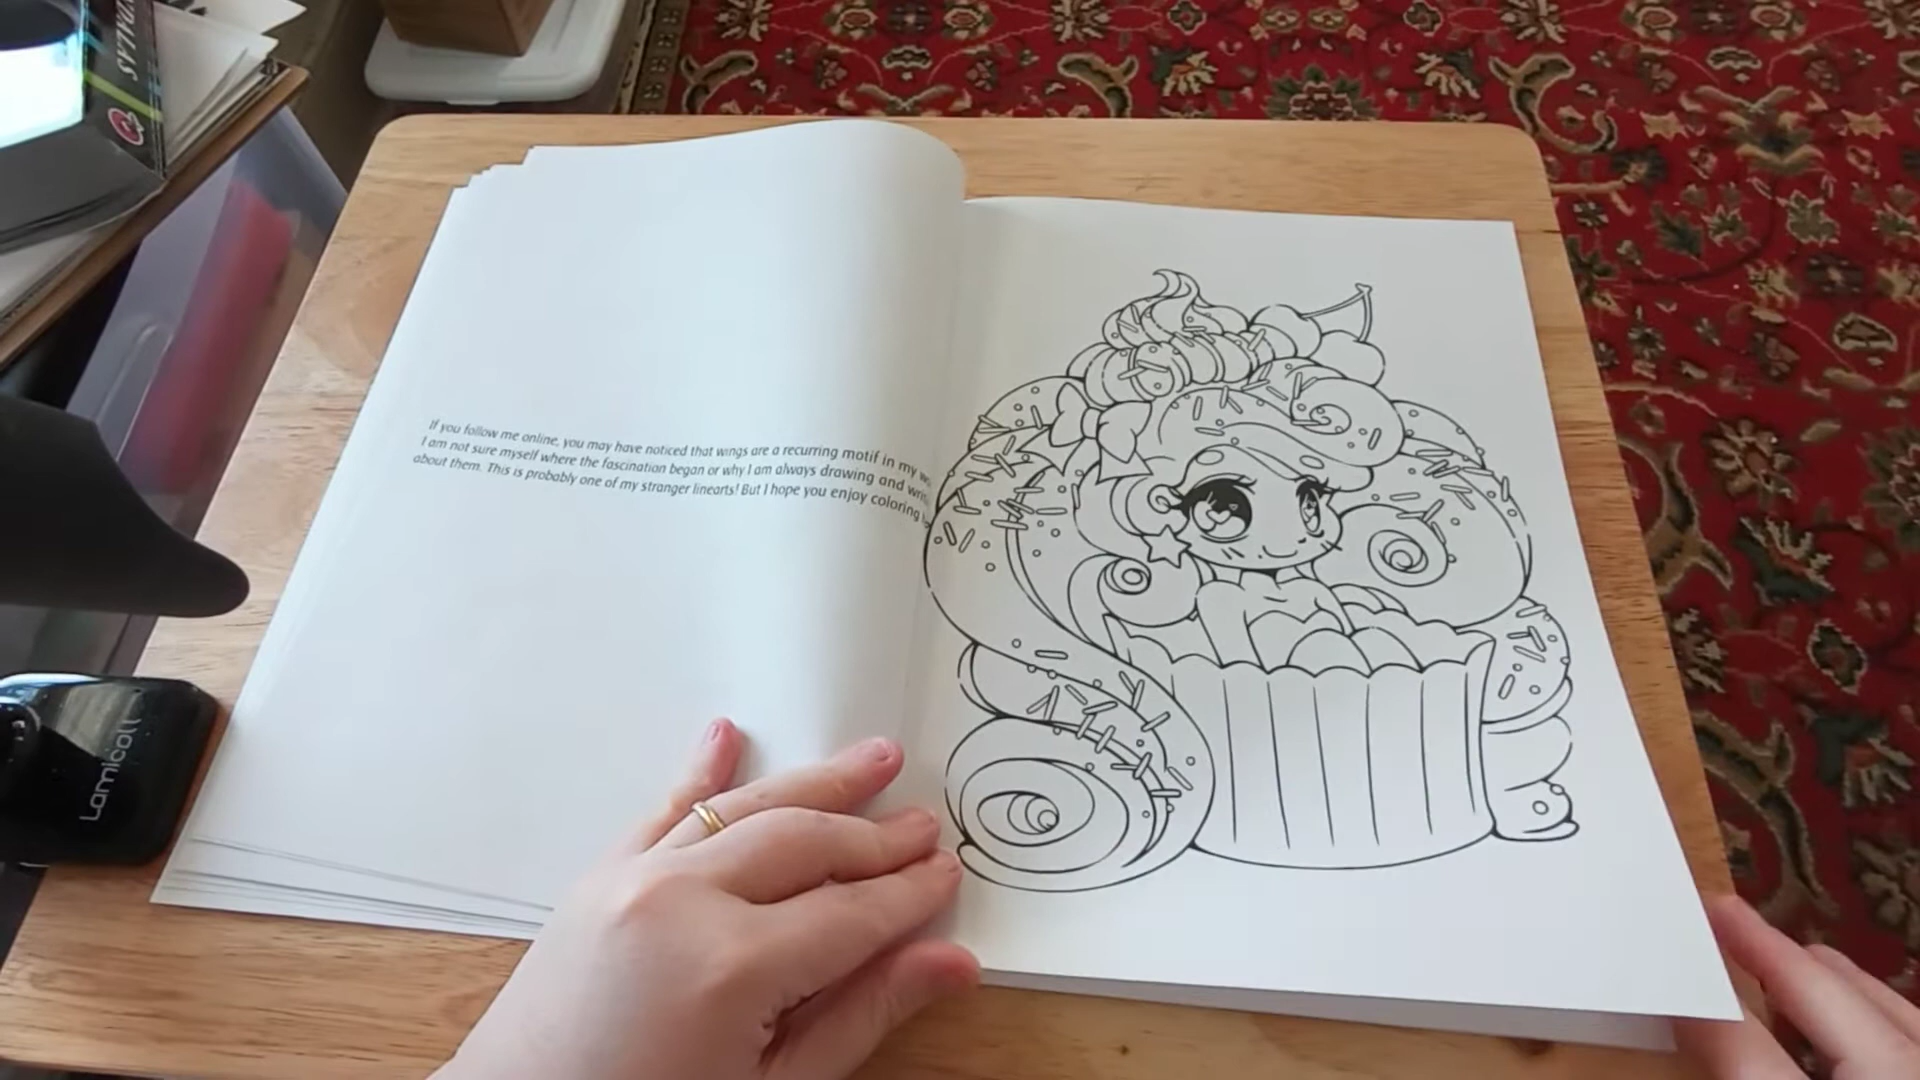 If you follow me online, you may have noticed that wings are a recurring motif in my
I am not sure myself where the fascination began or why I am always drawing and
about them. This is probably one of my stranger linearts! But I hope you enjoy coloring
Lamicall